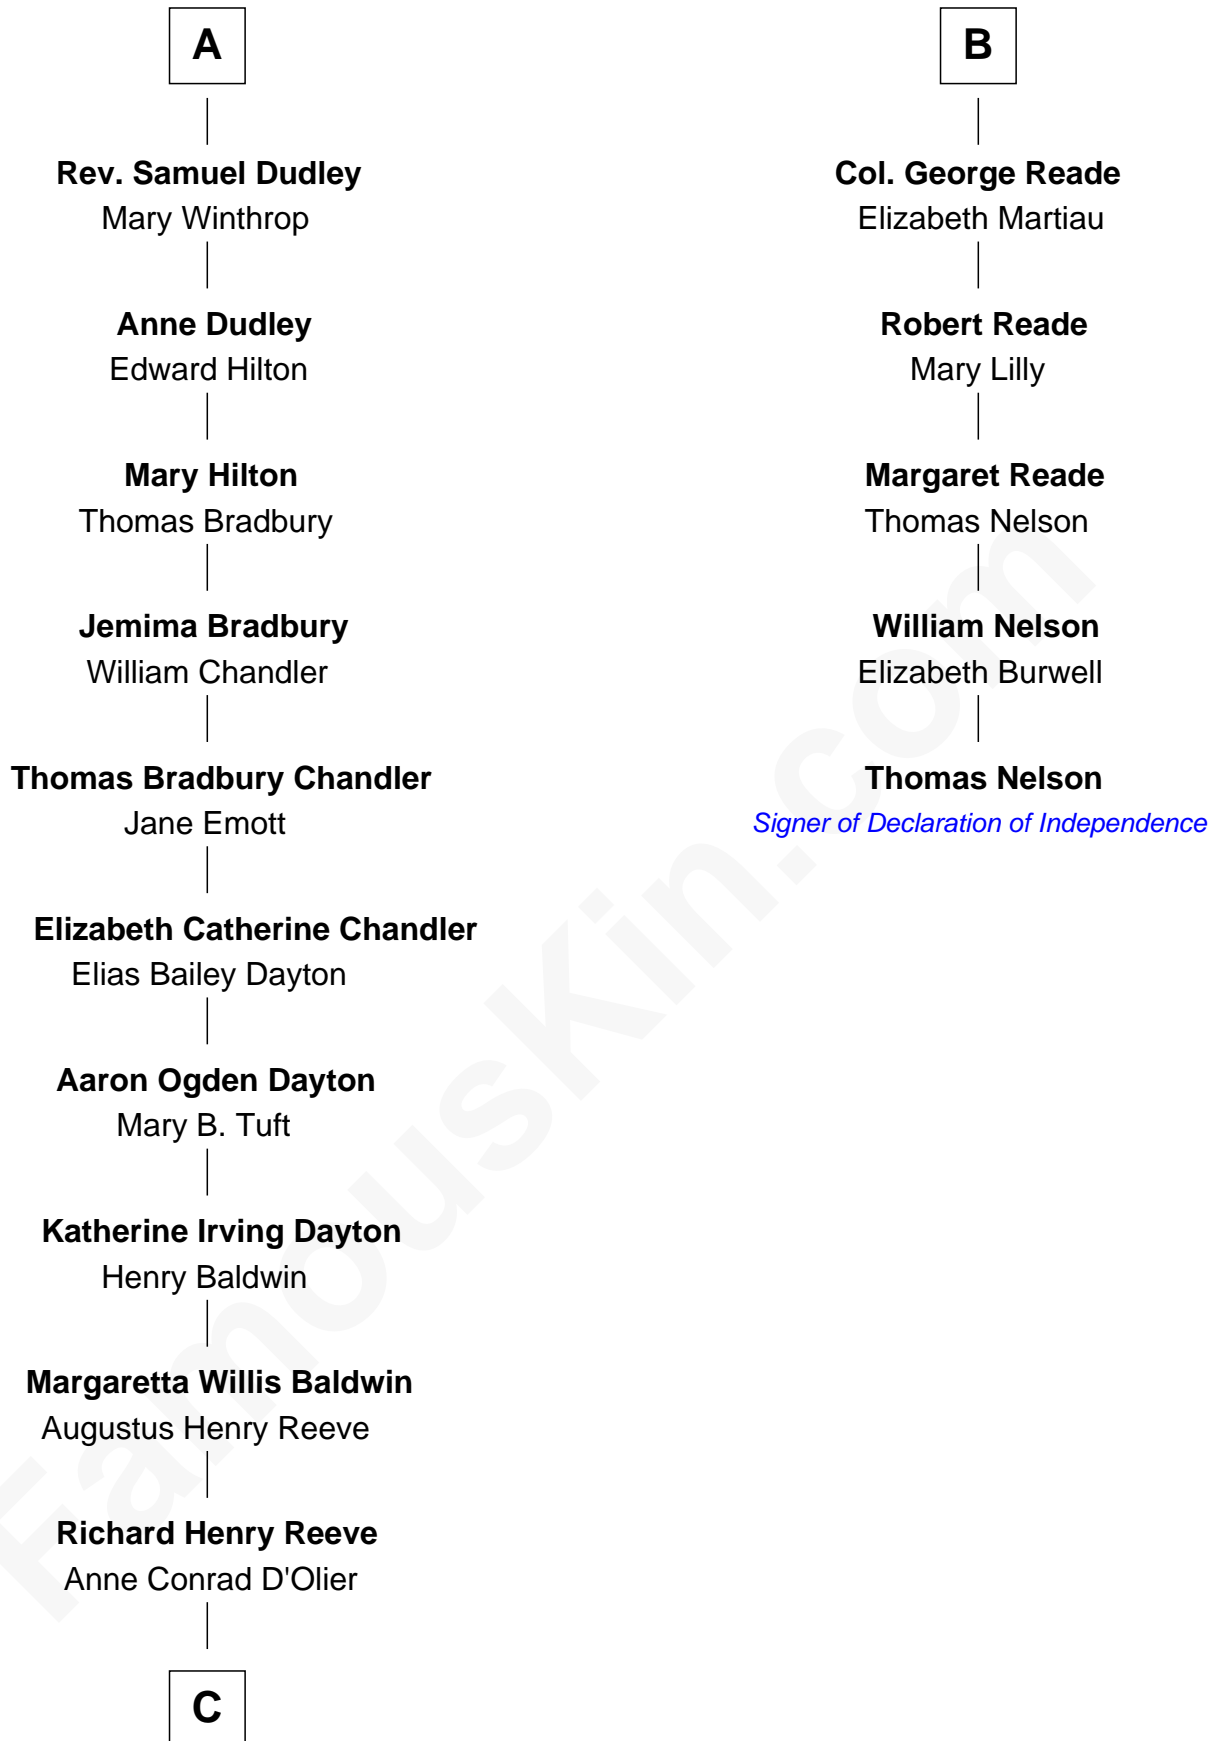 A
Rev. Samuel Dudley
Mary Winthrop
Anne Dudley
Edward Hilton
Mary Hilton
Thomas Bradbury
Jemima Bradbury
William Chandler
Thomas Bradbury Chandler
Jane Emott
Elizabeth Catherine Chandler
Elias Bailey Dayton
Aaron Ogden Dayton
Mary B. Tuft
Katherine Irving Dayton
Henry Baldwin
Margaretta Willis Baldwin
Augustus Henry Reeve
Richard Henry Reeve
Anne Conrad D'Olier
C
B
Col. George Reade
Elizabeth Martiau
Robert Reade
Mary Lilly
Margaret Reade
Thomas Nelson
William Nelson
Elizabeth Burwell
Thomas Nelson
Signer of Declaration of Independence
FamousKin.com